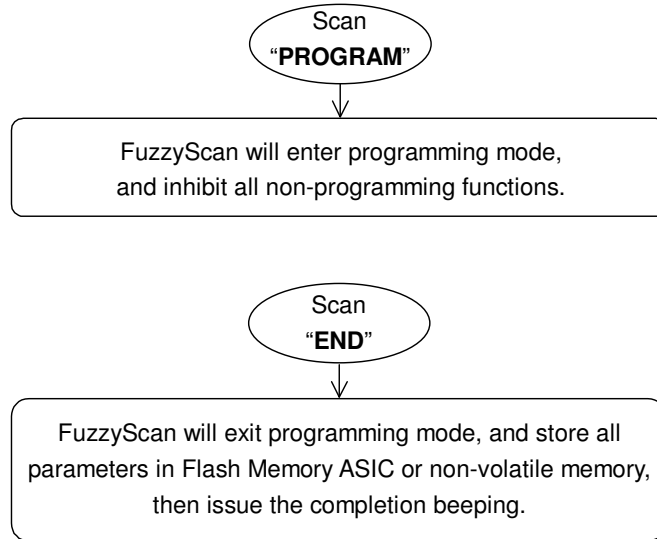 Scan
“PROGRAM”
FuzzyScan will enter programming mode,
and inhibit all non-programming functions.
Scan
“END”
FuzzyScan will exit programming mode, and store all
parameters in Flash Memory ASIC or non-volatile memory,
then issue the completion beeping.